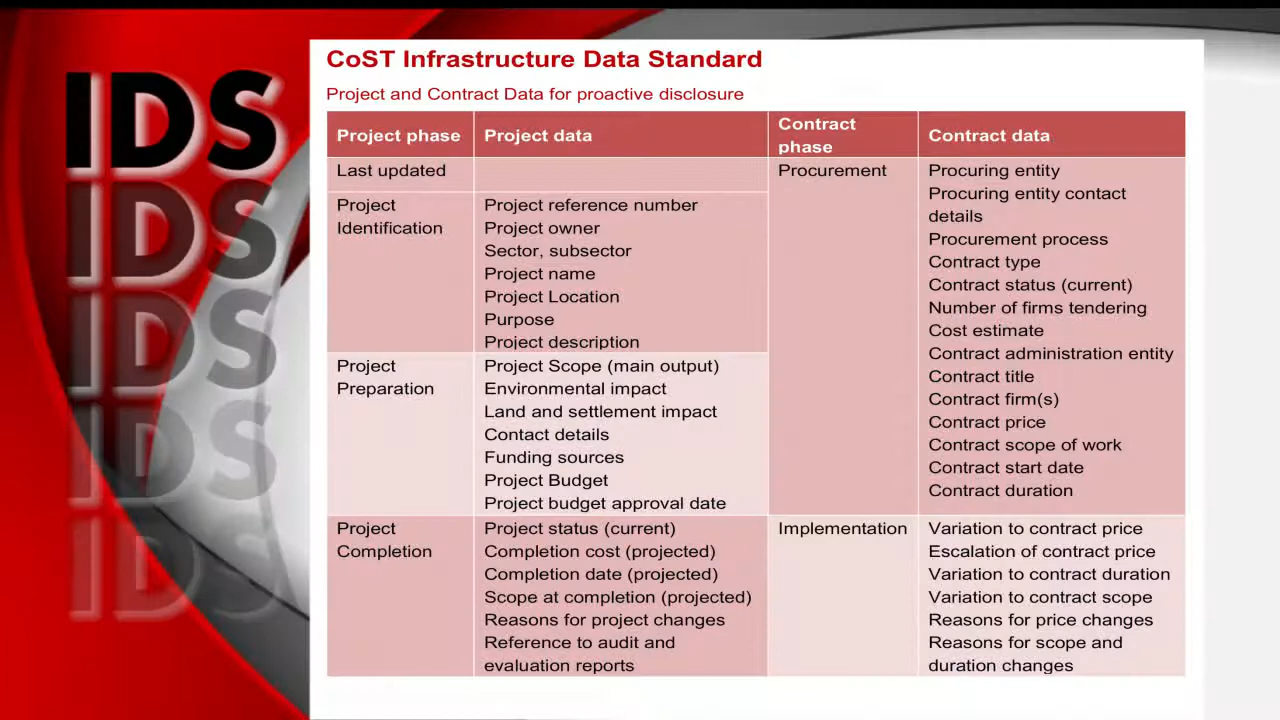 IDS
IDS
IDS
IDS
IDS
CoST Infrastructure Data Standard
Project and Contract Data for proactive disclosure
Project phase
Project data
Contract
phase
Contract data
Last updated
Project
Identification
Project reference number
Project owner
Sector, subsector
Project name
Project Location
Purpose
Project description
Project
Preparation
Project Scope (main output)
Environmental impact
Land and settlement impact
Contact details
Funding sources
Project Budget
Project budget approval date
Procurement
Procuring entity
Procuring entity contact
details
Procurement process
Contract type
Contract status (current)
Number of firms tendering
Cost estimate
Contract administration entity
Contract title
Contract firm(s)
Contract price
Contract scope of work
Contract start date
Contract duration
Project
Completion
Project status (current)
Completion cost (projected)
Completion date (projected)
Scope at completion (projected)
Reasons for project changes
Reference to audit and
evaluation reports
Implementation
Variation to contract price
Escalation of contract price
Variation to contract duration
Variation to contract scope
Reasons for price changes
Reasons for scope and
duration changes